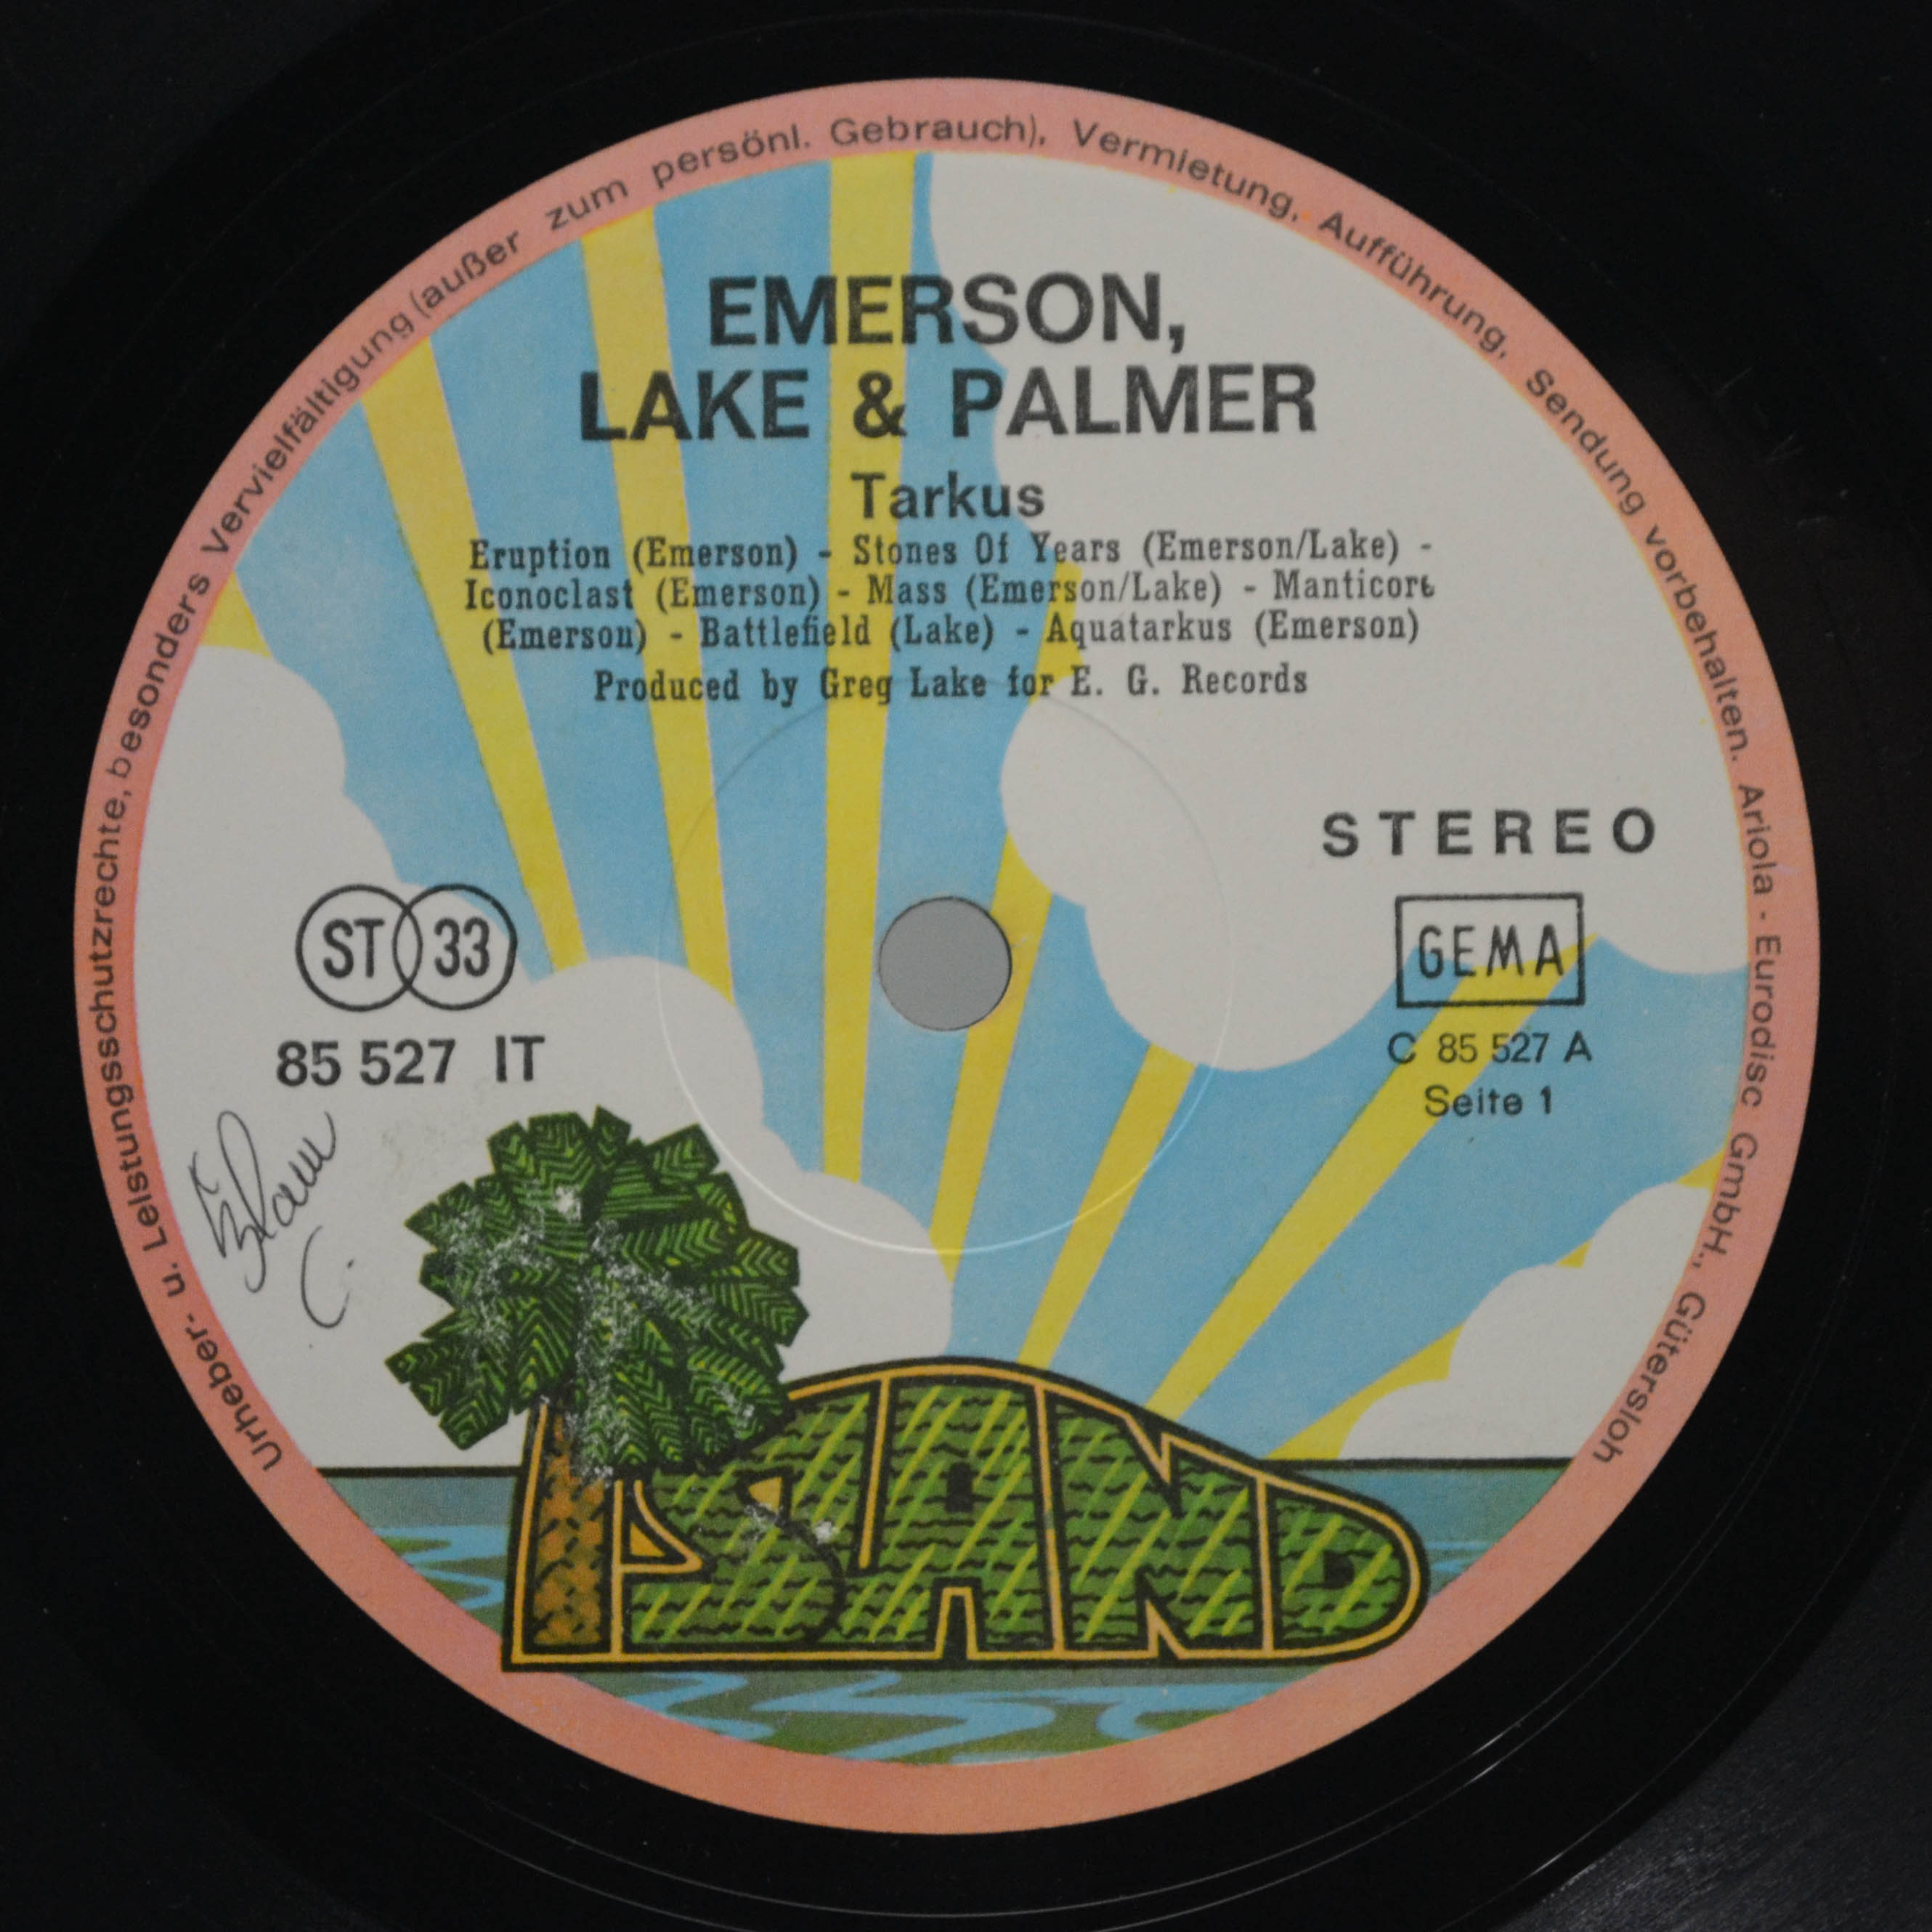 Urheber- u. Leistungsschutzrechte, besonders Vervielfältigung (außer zum persönl. Gebrauch), Vermietung, Aufführung, Sendung vorbehalten. Ariola - Eurodisc GmbH., Gütersloh
EMERSON,
LAKE & PALMER
Tarkus
Eruption (Emerson) - Stones Of Years (Emerson/Lake) -
Iconoclast (Emerson) - Mass (Emerson/Lake) - Manticore
(Emerson) - Battlefield (Lake) - Aquatarkus (Emerson)
Produced by Greg Lake for E. G. Records
STEREO
ST 33
GEMA
85 527 IT
C 85 527 A
Seite 1
ISLAND